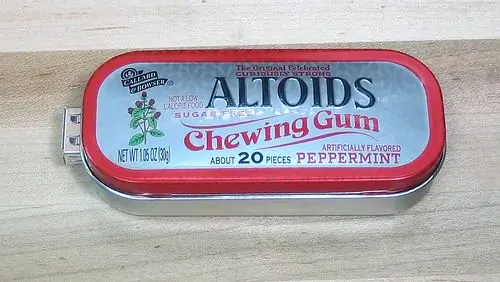 CALLARD
& BOWSER
The Original Celebrated
CURIOUSLY STRONG
ALTOIDS
NOT A LOW
CALORIE FOOD
SUGAR FREE
Chewing Gum
NET WT 1.05 OZ (30g)
ABOUT 20 PIECES
ARTIFICIALLY FLAVORED
PEPPERMINT